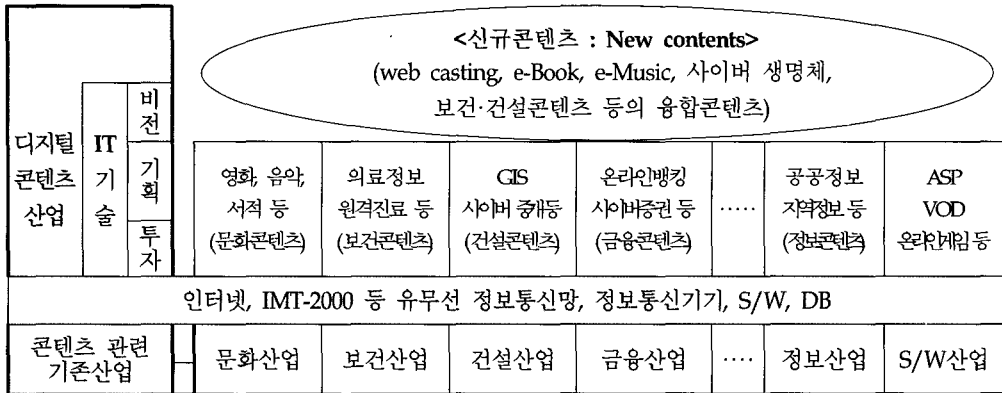 <신규콘텐츠 : New contents>
(web casting, e-Book, e-Music, 사이버 생명체,
보건·건설콘텐츠 등의 융합콘텐츠)
디지털
콘텐츠
산업
IT
기
술
비
전
기
획
투
자
영화, 음악,
서적 등
(문화콘텐츠)
의료정보
원격진료 등
(보건콘텐츠)
GIS
사이버 중개등
(건설콘텐츠)
온라인뱅킹
사이버증권 등
(금융콘텐츠)
.....
공공정보
지역정보 등
(정보콘텐츠)
ASP
VOD
온라인게임 등
인터넷, IMT-2000 등 유무선 정보통신망, 정보통신기기, S/W, DB
콘텐츠 관련
기존산업
문화산업
보건산업
건설산업
금융산업
....
정보산업
S/W산업